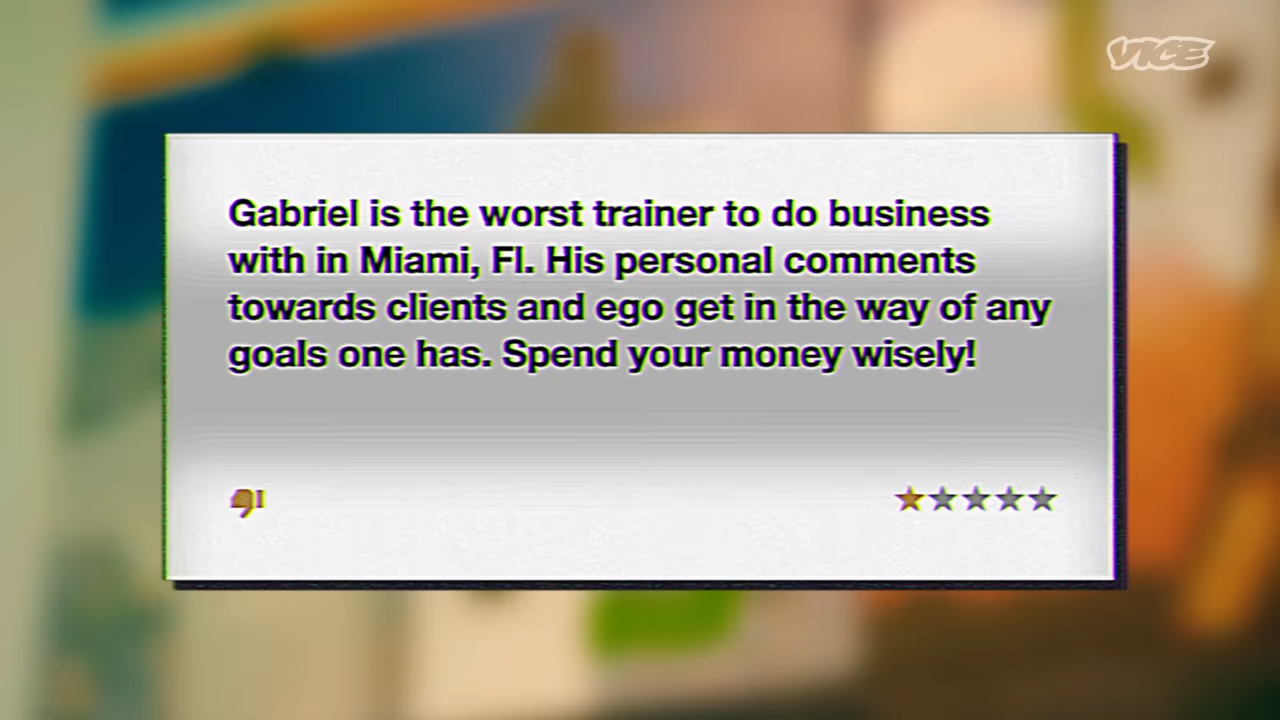 VICE
Gabriel is the worst trainer to do business
with in Miami, Fl. His personal comments
towards clients and ego get in the way of any
goals one has. Spend your money wisely!